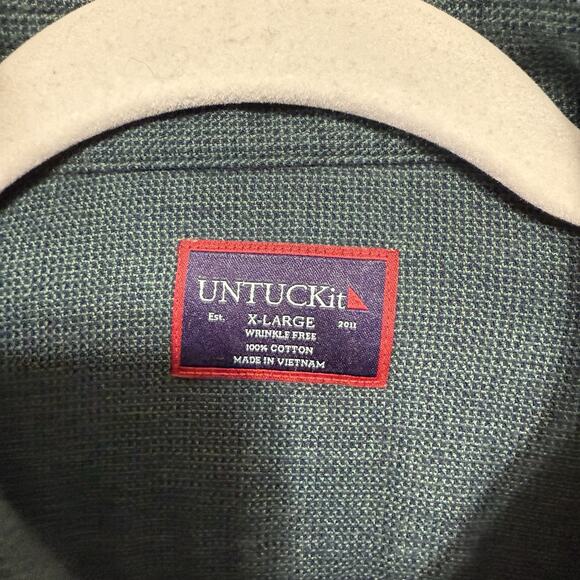 UNTUCKit
Est. X-LARGE 2011
WRINKLE FREE
100% COTTON
MADE IN VIETNAM